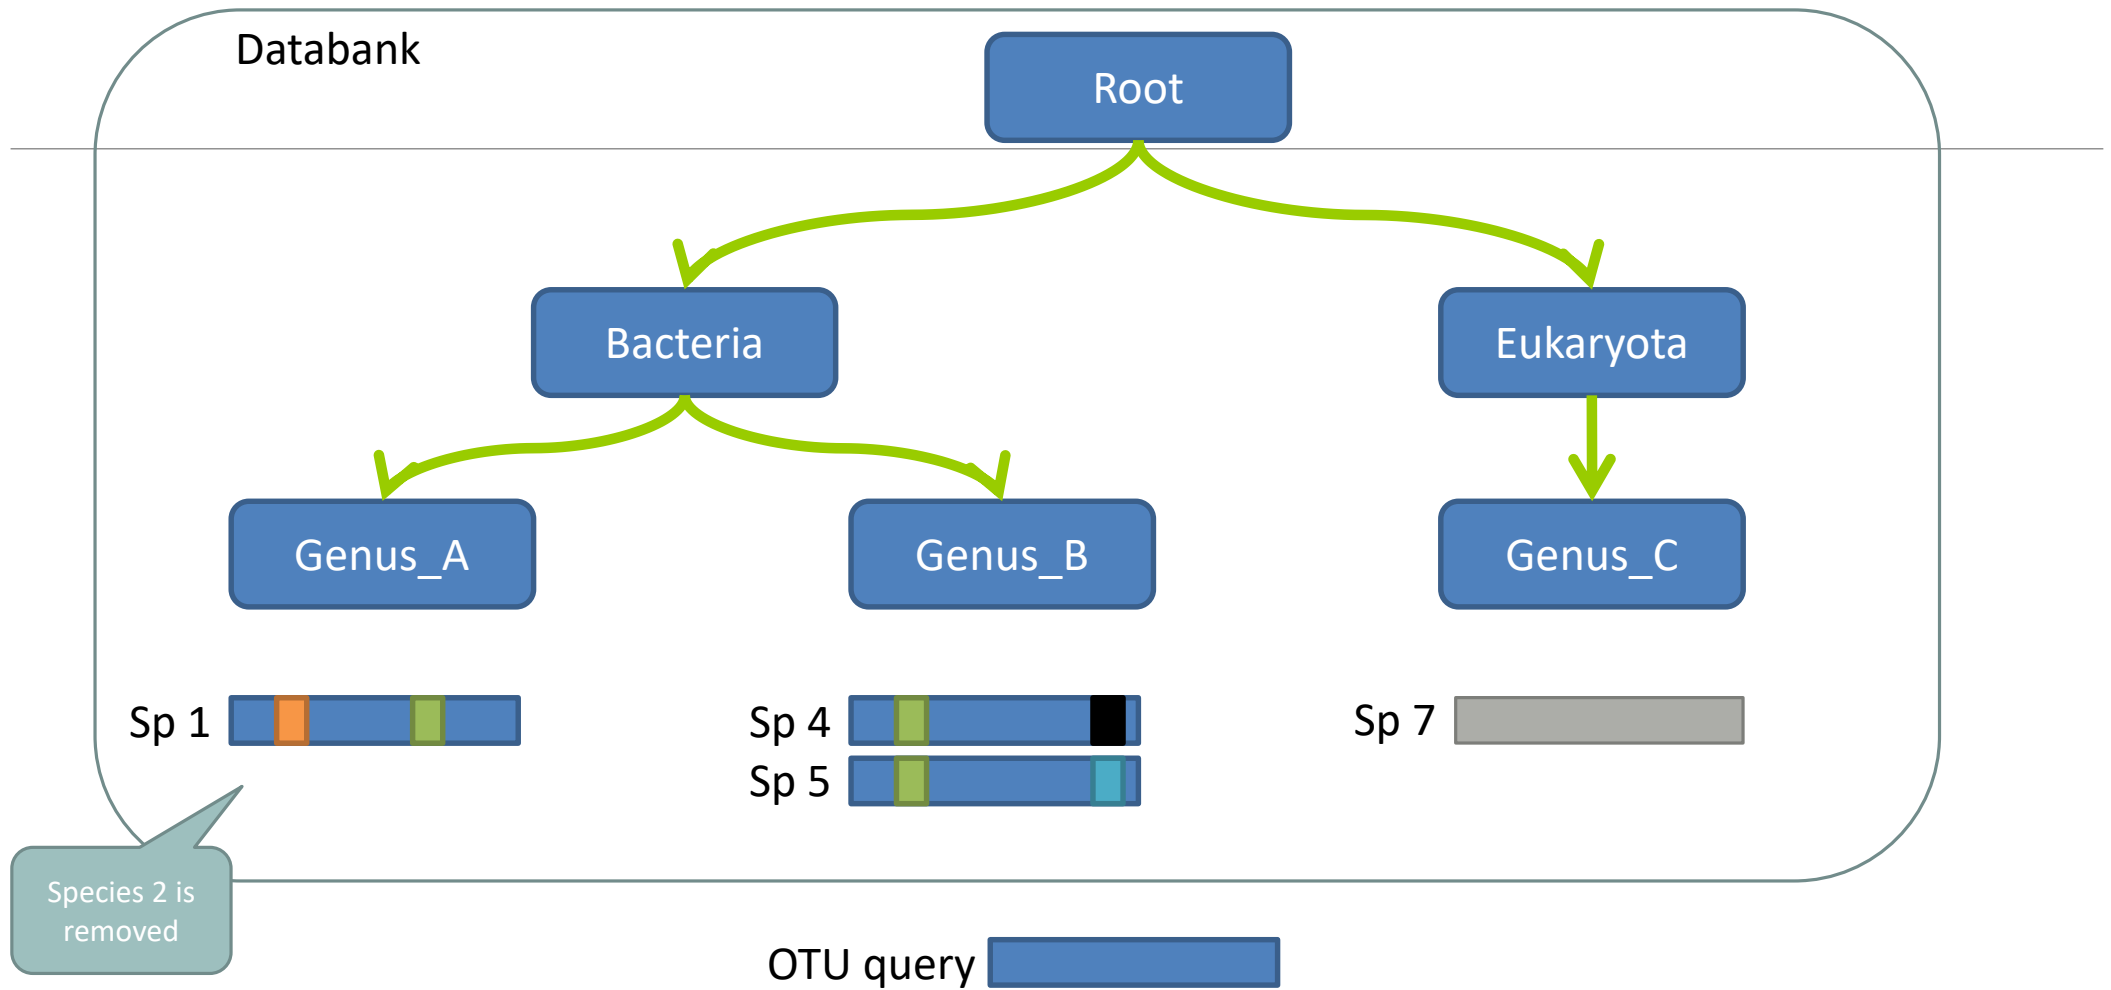 Databank
Root
Bacteria
Eukaryota
Genus_A
Genus_B
Genus_C
Sp 1
Sp 4
Sp 7
Sp 5
Species 2 is
removed
OTU query